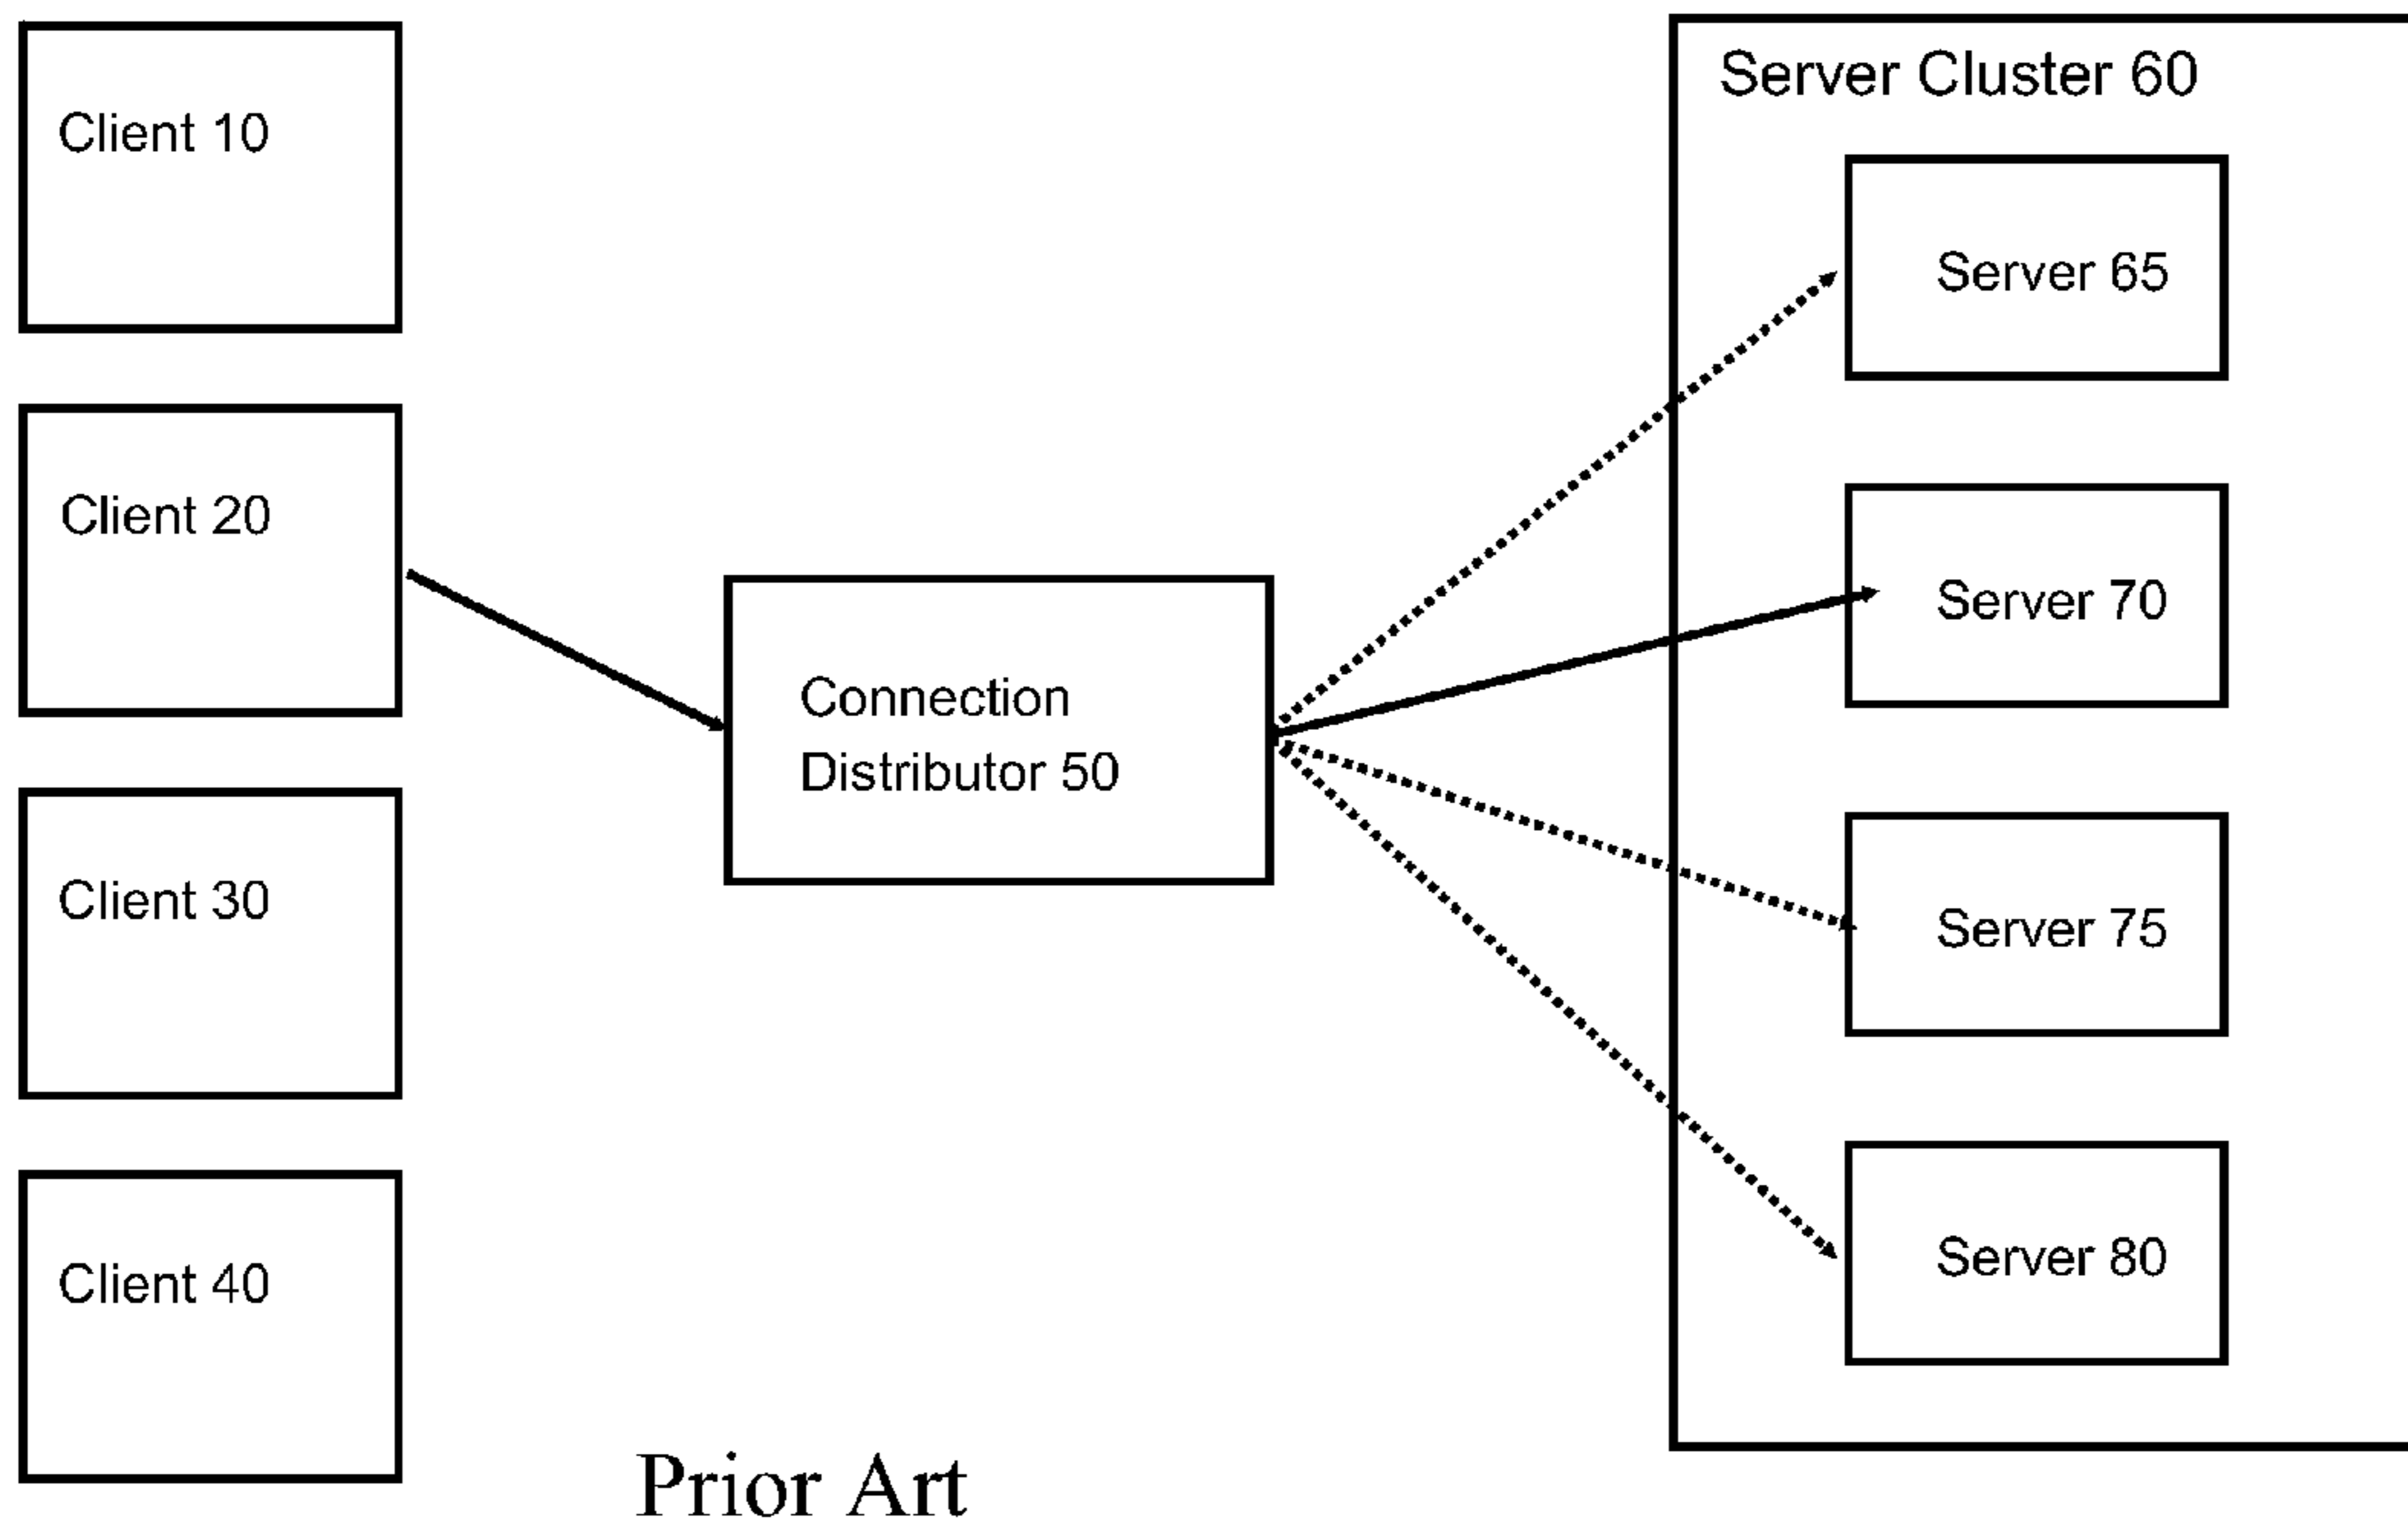 Client 10
Client 20
Client 30
Client 40
Connection
Distributor 50
Server Cluster 60
Server 65
Server 70
Server 75
Server 80
Prior Art